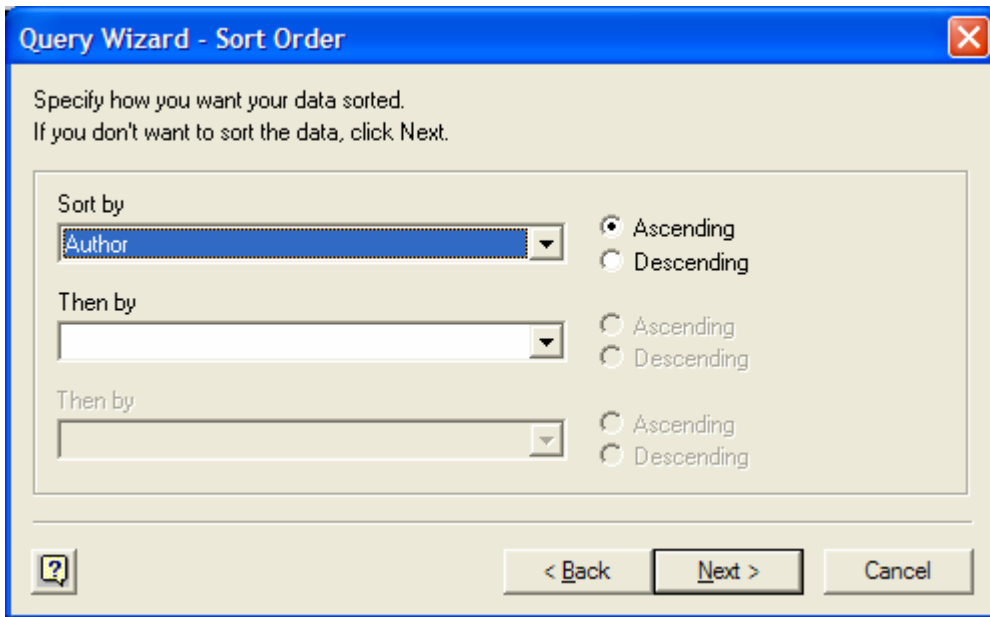 Query Wizard - Sort Order
Specify how you want your data sorted.
If you don't want to sort the data, click Next.
Sort by
Author
Ascending
Descending
Then by
Ascending
Descending
Then by
Ascending
Descending
< Back
Next >
Cancel